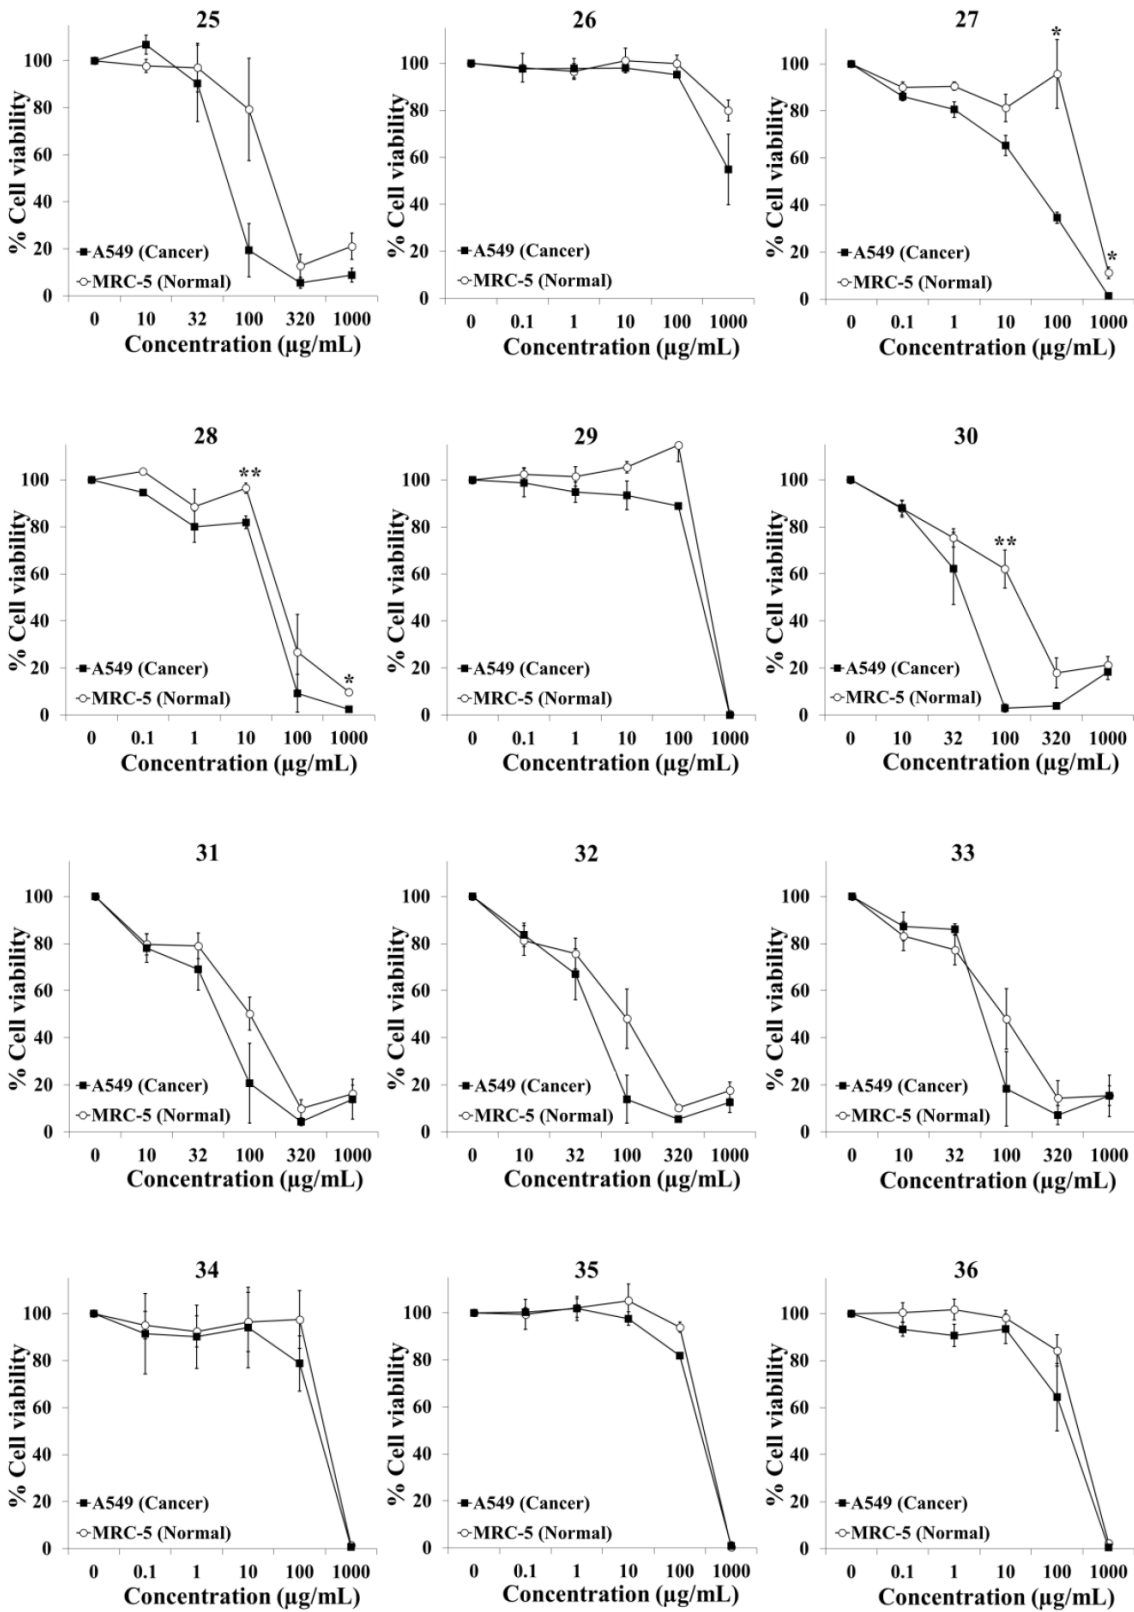 25
% Cell viability
100
80
60
40
20
0
A549 (Cancer)
MRC-5 (Normal)
0 10 32 100 320 1000
Concentration (µg/mL)
26
% Cell viability
100
80
60
40
20
0
A549 (Cancer)
MRC-5 (Normal)
0 0.1 1 10 100 1000
Concentration (µg/mL)
27
% Cell viability
100
80
60
40
20
0
*
*
A549 (Cancer)
MRC-5 (Normal)
0 0.1 1 10 100 1000
Concentration (µg/mL)
28
% Cell viability
100
80
60
40
20
0
**
*
A549 (Cancer)
MRC-5 (Normal)
0 0.1 1 10 100 1000
Concentration (µg/mL)
29
% Cell viability
100
80
60
40
20
0
A549 (Cancer)
MRC-5 (Normal)
0 0.1 1 10 100 1000
Concentration (µg/mL)
30
% Cell viability
100
80
60
40
20
0
**
A549 (Cancer)
MRC-5 (Normal)
0 10 32 100 320 1000
Concentration (µg/mL)
31
% Cell viability
100
80
60
40
20
0
A549 (Cancer)
MRC-5 (Normal)
0 10 32 100 320 1000
Concentration (µg/mL)
32
% Cell viability
100
80
60
40
20
0
A549 (Cancer)
MRC-5 (Normal)
0 10 32 100 320 1000
Concentration (µg/mL)
33
% Cell viability
100
80
60
40
20
0
A549 (Cancer)
MRC-5 (Normal)
0 10 32 100 320 1000
Concentration (µg/mL)
34
% Cell viability
100
80
60
40
20
0
A549 (Cancer)
MRC-5 (Normal)
0 0.1 1 10 100 1000
Concentration (µg/mL)
35
% Cell viability
100
80
60
40
20
0
A549 (Cancer)
MRC-5 (Normal)
0 0.1 1 10 100 1000
Concentration (µg/mL)
36
% Cell viability
100
80
60
40
20
0
A549 (Cancer)
MRC-5 (Normal)
0 0.1 1 10 100 1000
Concentration (µg/mL)